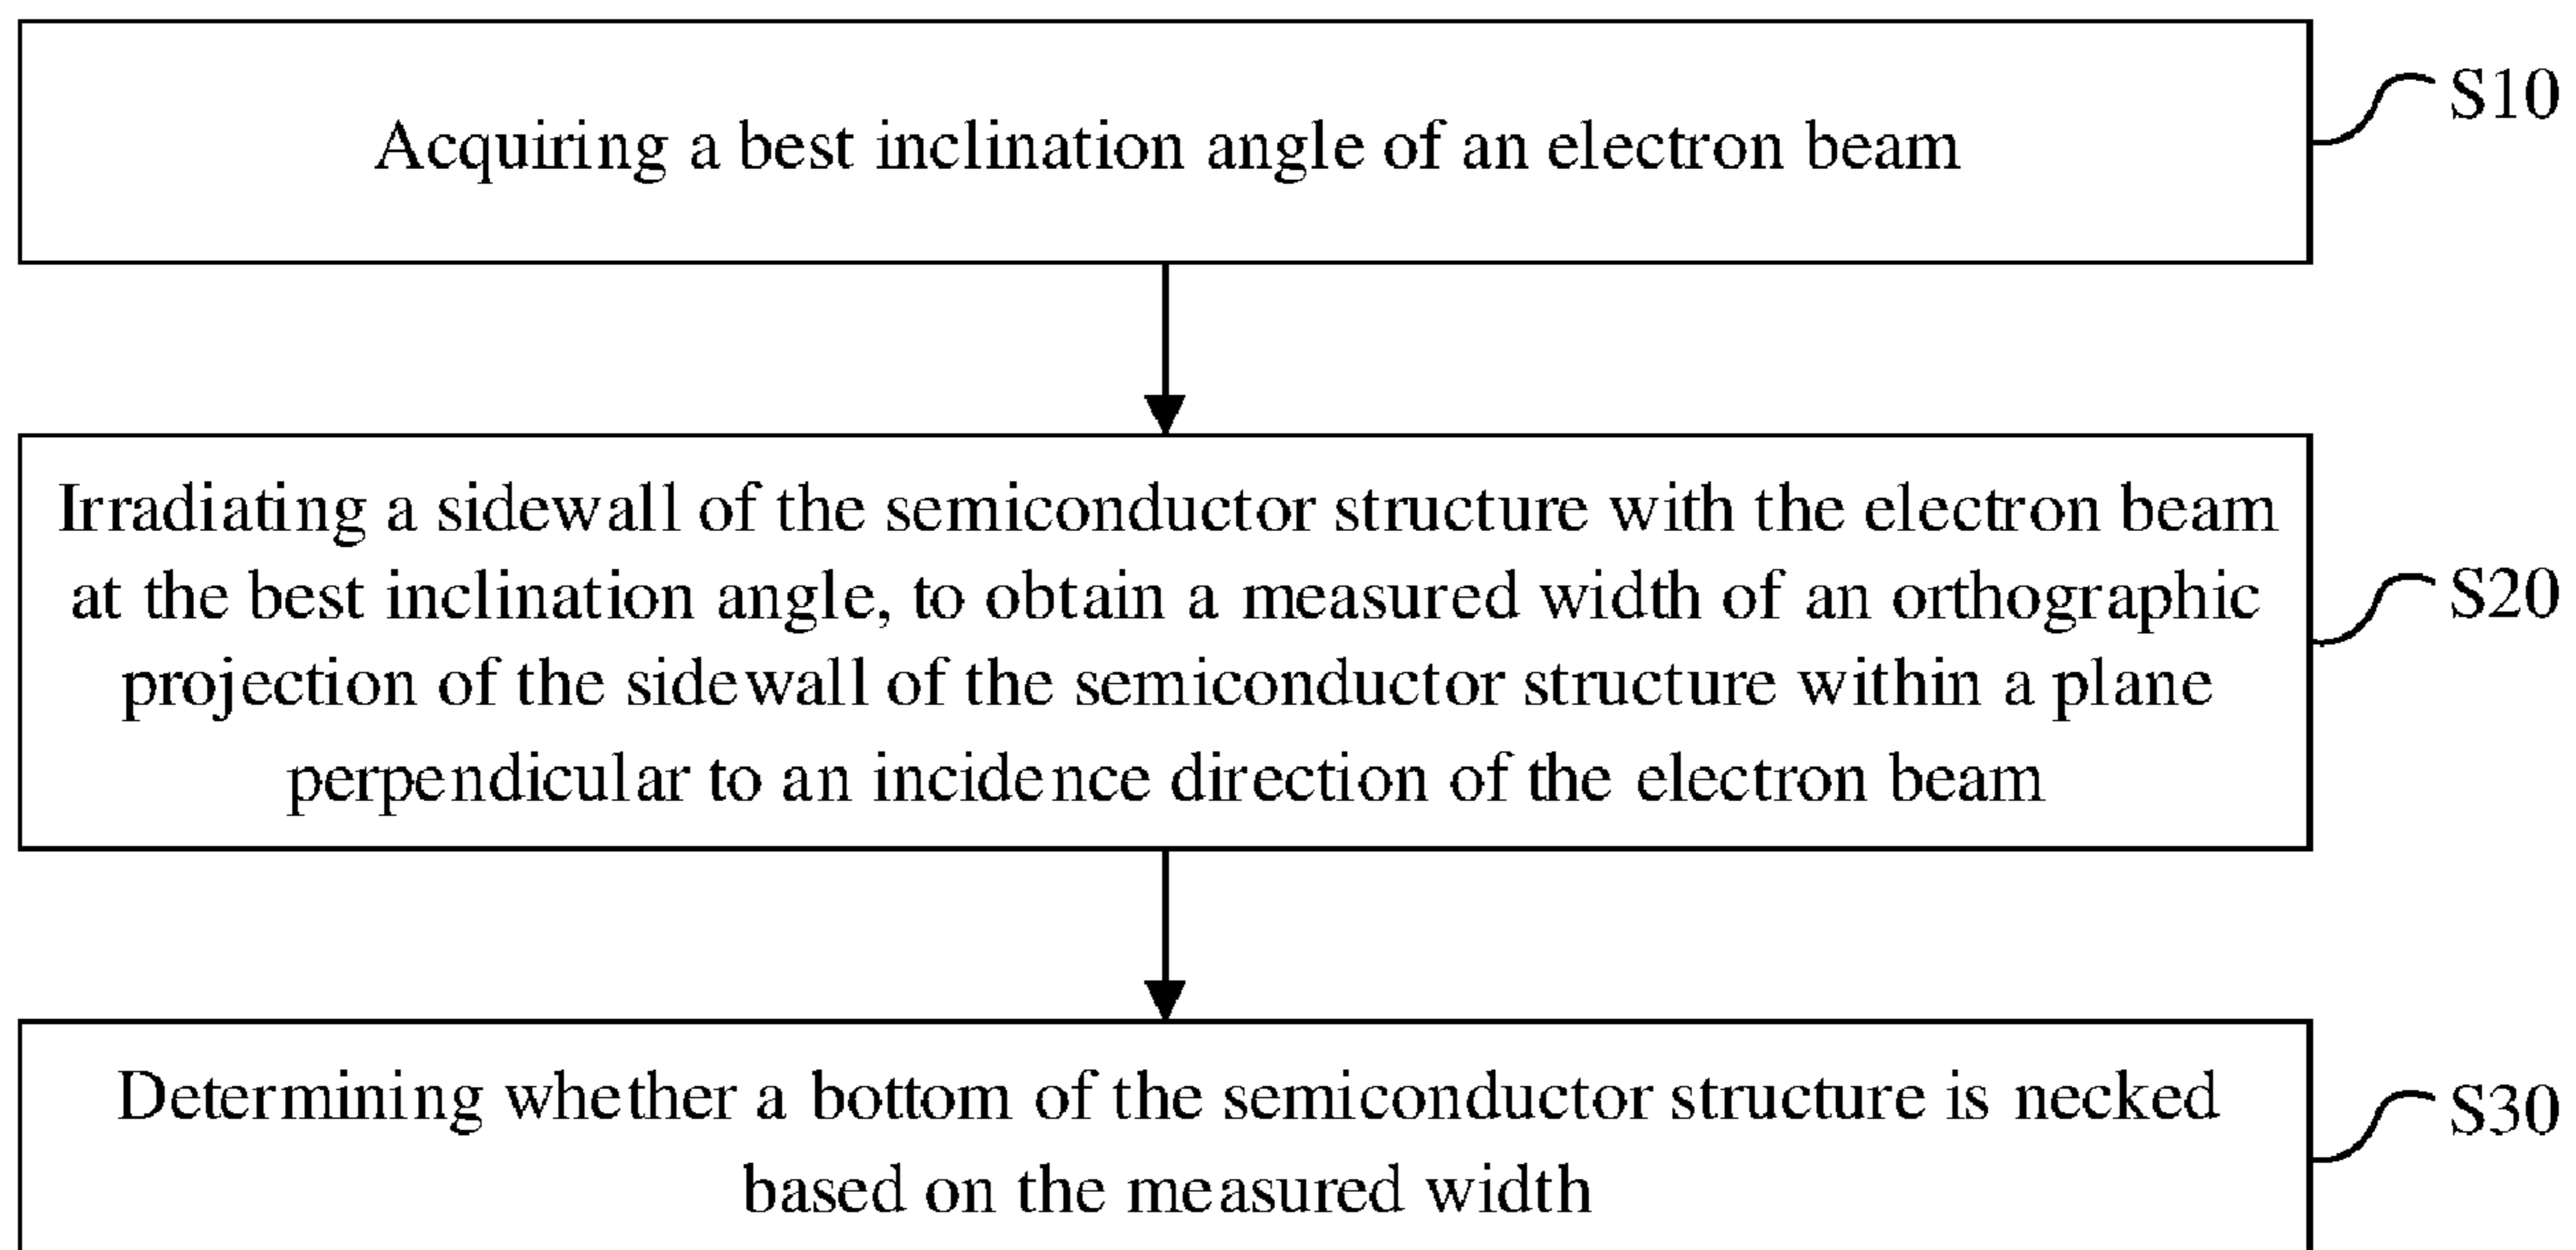 Acquiring a best inclination angle of an electron beam
S10
Irradiating a sidewall of the semiconductor structure with the electron beam
at the best inclination angle, to obtain a measured width of an orthographic
projection of the sidewall of the semiconductor structure within a plane
perpendicular to an incidence direction of the electron beam
S20
Determining whether a bottom of the semiconductor structure is necked
based on the measured width
S30